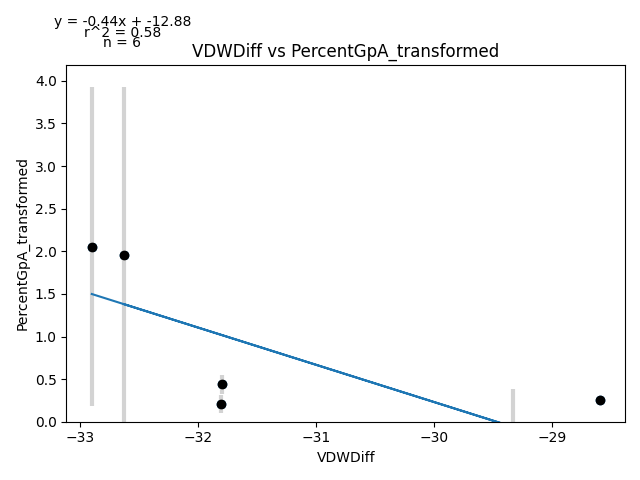 y = -0.44x + -12.88
r^2 = 0.58
n = 6
VDWDiff vs PercentGpA_transformed
PercentGpA_transformed
4.0
3.5
3.0
2.5
2.0
1.5
1.0
0.5
0.0
−33
−32
−31
−30
−29
VDWDiff